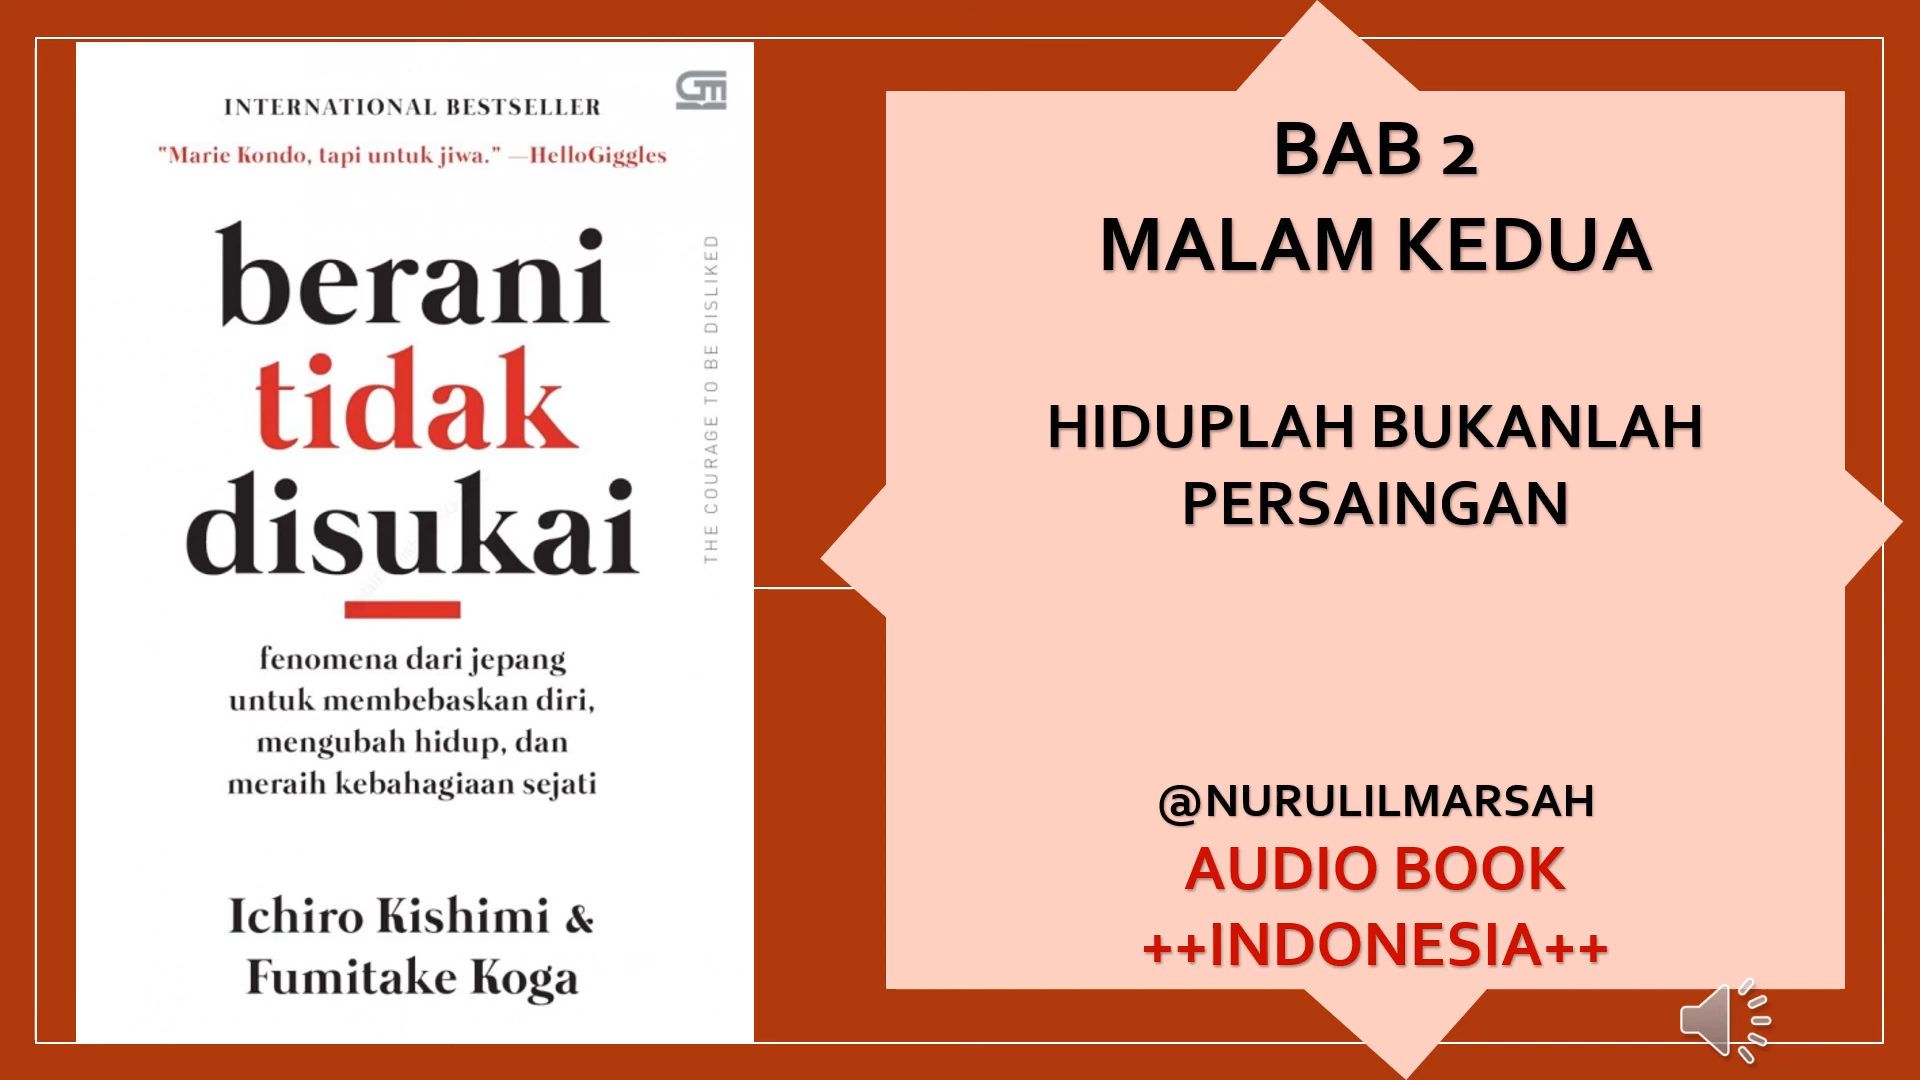 INTERNATIONAL BESTSELLER
"Marie Kondo, tapi untuk jiwa." —HelloGiggles
berani
tidak
disukai
THE COURAGE TO BE DISLIKED
fenomena dari jepang
untuk membebaskan diri,
mengubah hidup, dan
meraih kebahagiaan sejati
Ichiro Kishimi &
Fumitake Koga
BAB 2
MALAM KEDUA
HIDUPLAH BUKANLAH
PERSAINGAN
@NURULILMARSAH
AUDIO BOOK
++INDONESIA++